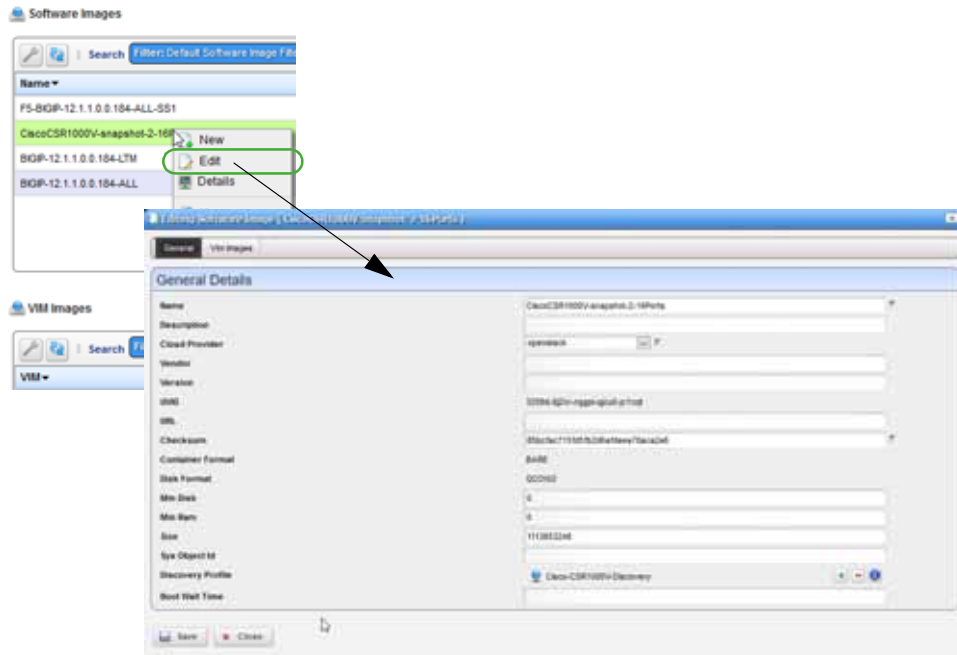 Software Images
Search Filter: Default Software Image
Name
F5-BIGIP-12.1.1.0.0.184-ALL-SS1
CiscoCSR1000V-snapshot-2-16
New
BIGIP-12.1.1.0.0.184-LTM
Edit
BIGIP-12.1.1.0.0.184-ALL
Details
Editing Software Image
General VIM Images
General Details
Name CiscoCSR1000V-snapshot-2-16Ports
Description
Cloud Provider openstack
Vendor
Version
UUID
URL
Checksum
Container Format BARE
Disk Format QCOW2
Min Disk 0
Min Ram 0
Size
Sys Object Id
Discovery Profile Cisco-CSR1000V-Discovery
Boot Wait Time
Save Close
VIM Images
Search
VIM